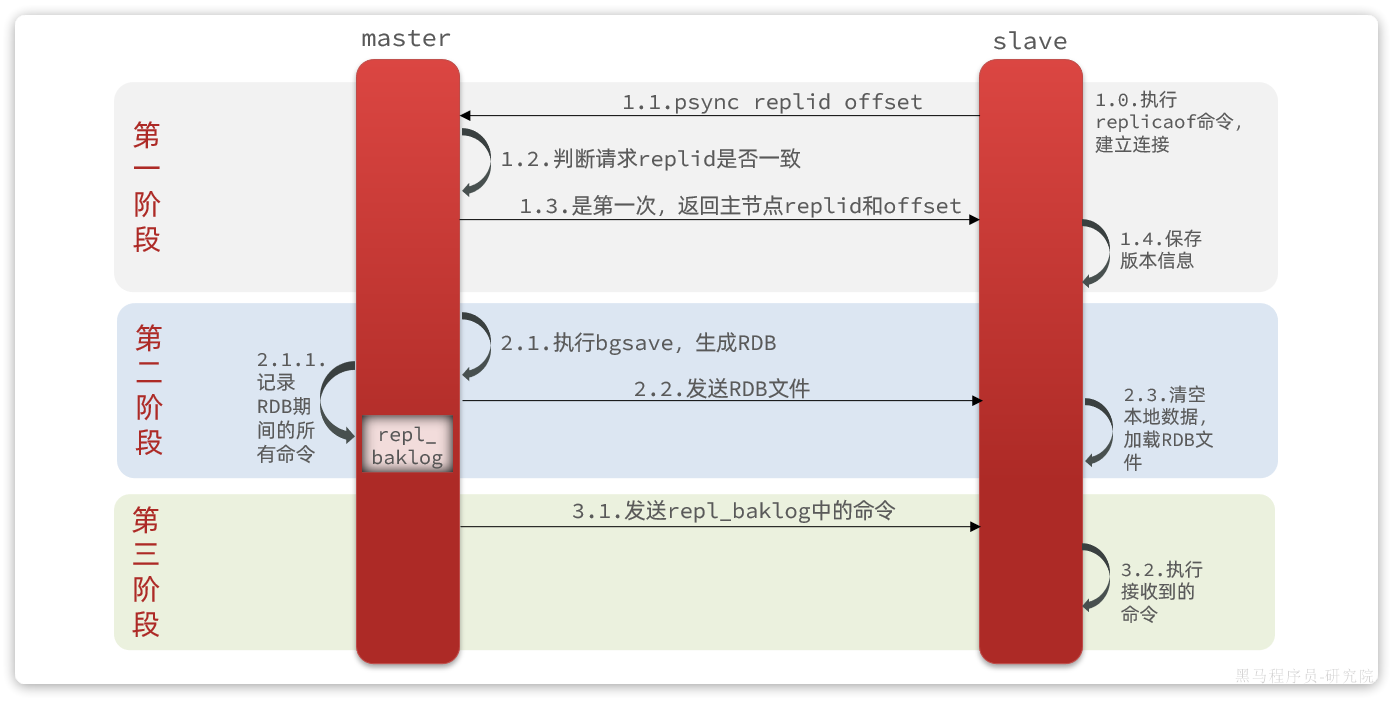 master
slave
第
一
阶
段
1.1.psync replid offset
1.0.执行
replicaof命令,
建立连接
1.2.判断请求replid是否一致
1.3.是第一次，返回主节点replid和offset
1.4.保存
版本信息
第
二
阶
段
2.1.执行bgsave，生成RDB
2.1.1.
记录
RDB期
间的所
有命令
2.2.发送RDB文件
repl_
baklog
2.3.清空
本地数据，
加载RDB文
件
第
三
阶
段
3.1.发送repl_baklog中的命令
3.2.执行
接收到的
命令
黑马程序员-研究院